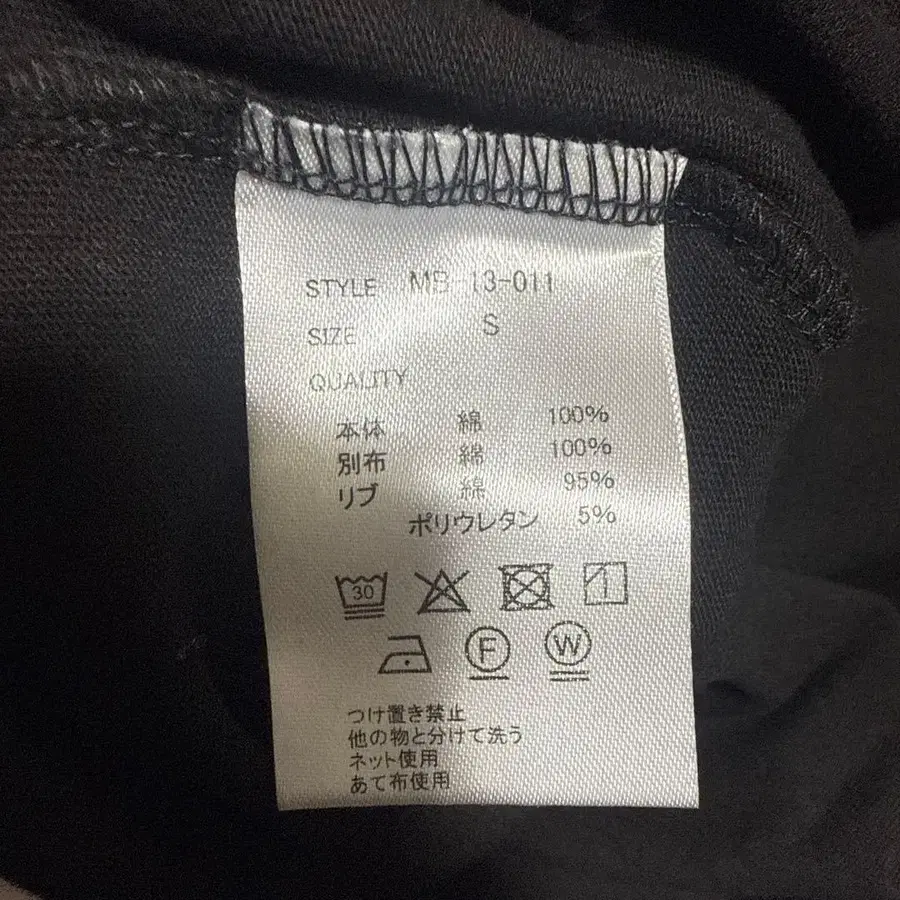 STYLE MB-13-011
SIZE S
QUALITY
本体 綿 100%
別布 綿 100%
リブ 綿 95%
ポリウレタン 5%
30
F W
つけ置き禁止
他の物と分けて洗う
ネット使用
あて布使用